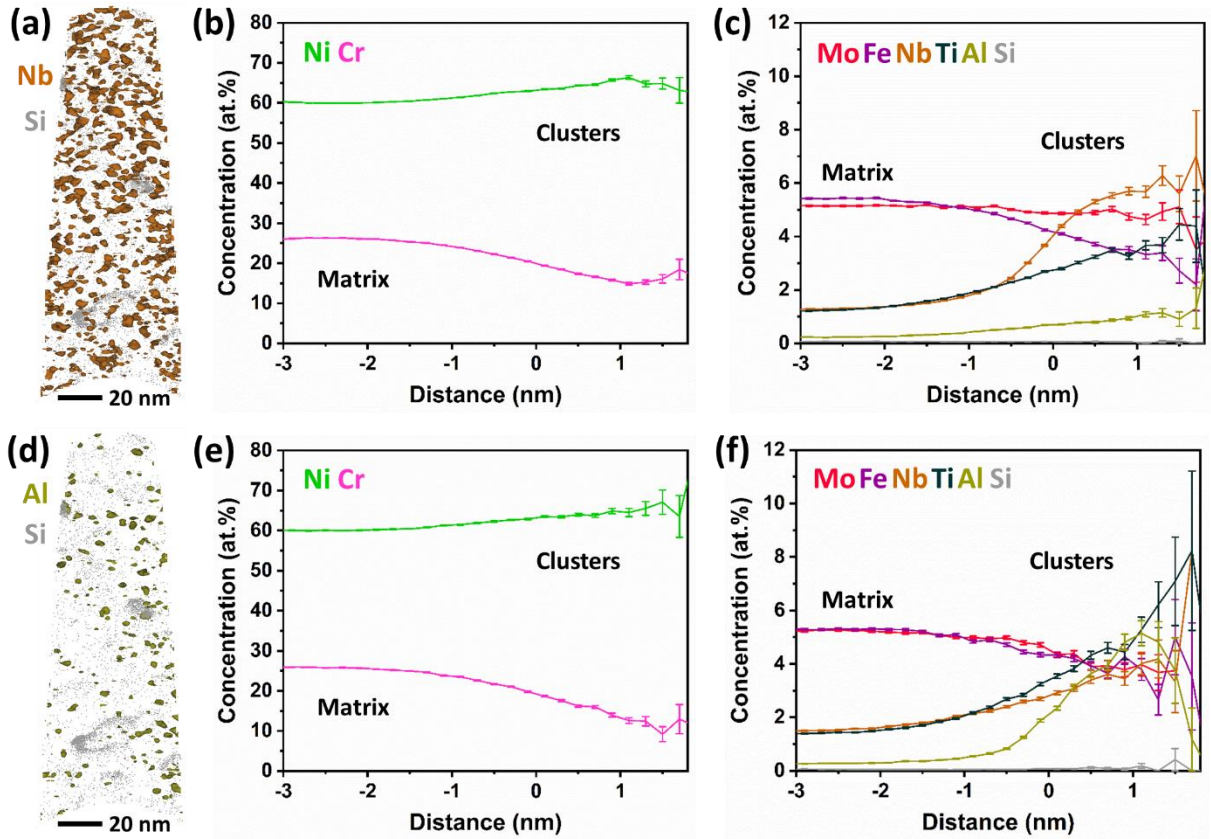 (a)
Nb
Si
20 nm
(b)
Concentration (at.%)
80
70
60
50
40
30
20
10
0
Ni Cr
Clusters
Matrix
-3 -2 -1 0 1
Distance (nm)
(c)
Concentration (at.%)
12
10
8
6
4
2
0
Mo Fe Nb Ti Al Si
Clusters
Matrix
-3 -2 -1 0 1
Distance (nm)
(d)
Al
Si
20 nm
(e)
Concentration (at.%)
80
70
60
50
40
30
20
10
0
Ni Cr
Clusters
Matrix
-3 -2 -1 0 1
Distance (nm)
(f)
Concentration (at.%)
12
10
8
6
4
2
0
Mo Fe Nb Ti Al Si
Clusters
Matrix
-3 -2 -1 0 1
Distance (nm)